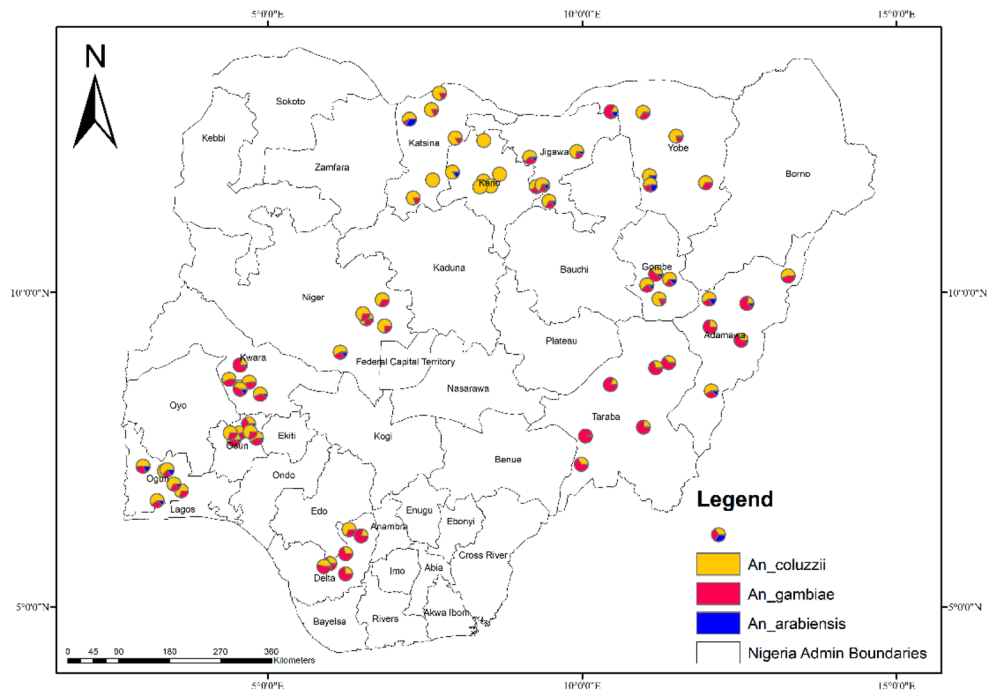 5°0'0"E 10°0'0"E 15°0'0"E
N
Sokoto
Kebbi
Katsina
Jigawa
Yobe
Zamfara
Kano
Borno
Kaduna
Bauchi
Gombe
10°0'0"N 10°0'0"N
Niger
Adamawa
Plateau
Kwara
Federal Capital Territory
Nasarawa
Oyo
Taraba
Kogi
Ekiti
Osun
Benue
Ogun
Ondo
Lagos
Edo
Enugu
Anambra
Ebonyi
Cross River
Imo
Abia
Delta
Akwa Ibom
Bayelsa
Rivers
5°0'0"N 5°0'0"N
Legend
An_coluzzii
An_gambiae
An_arabiensis
Nigeria Admin Boundaries
0 45 90 180 270 360
Kilometers
5°0'0"E 10°0'0"E 15°0'0"E